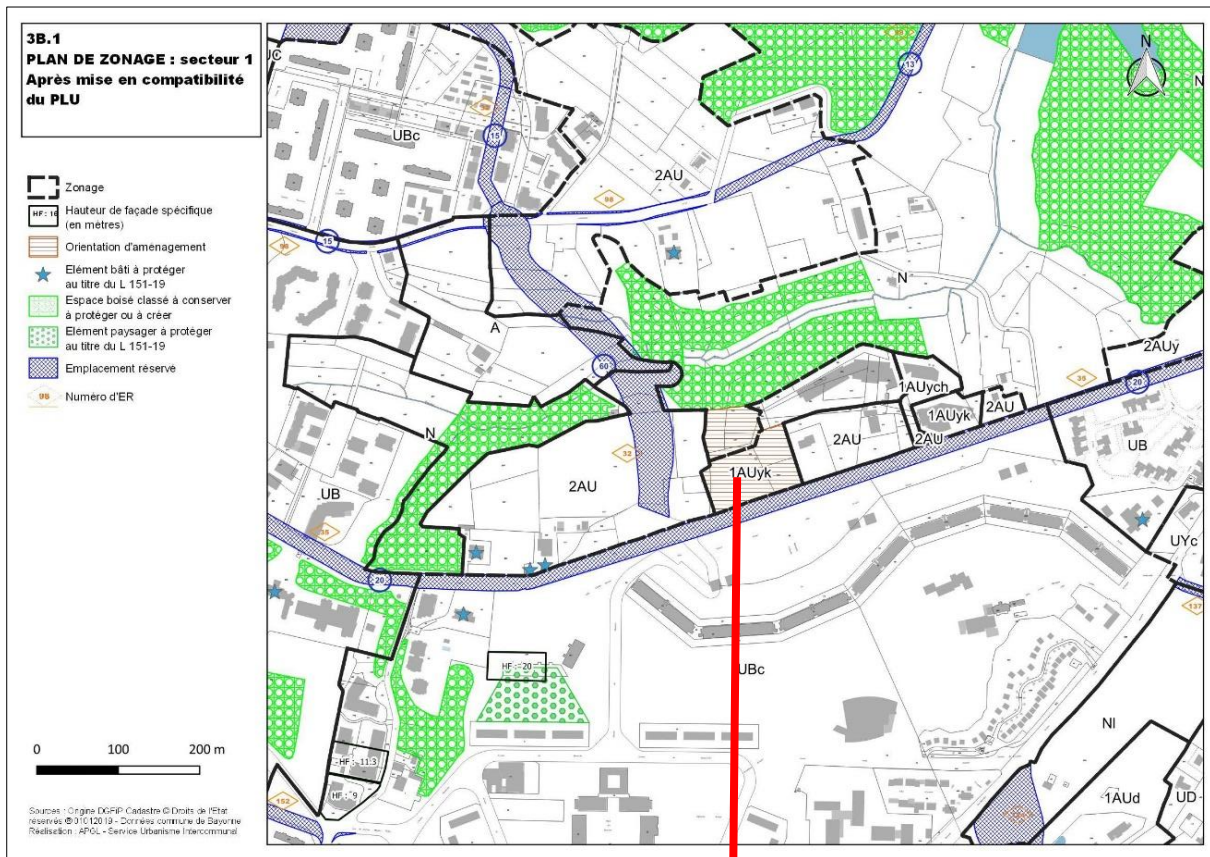 3B.1
PLAN DE ZONAGE : secteur 1
Après mise en compatibilité
du PLU
Zonage
HF : 16
Hauteur de façade spécifique
(en mètres)
Orientation d'aménagement
Elément bâti à protéger
au titre du L 151-19
Espace boisé classé à conserver
à protéger ou à créer
Elément paysager à protéger
au titre du L 151-19
Emplacement réservé
98
Numéro d'ER
0 100 200 m
Sources : Origine DGFiP Cadastre © Droits de l'Etat
réservés ® 01012019 - Données commune de Bayonne
Réalisation : APGL - Service Urbanisme Intercommunal
N
N
13
15
UBc
2AU
98
15
N
A
60
2AUy
1AUych
35
20
1AUyk
2AU
2AU
2AU
N
32
1AUyk
UB
2AU
UB
35
20
UYc
137
HF : 20
UBc
HF : 11.3
HF : 9
NI
1AUd
UD
152